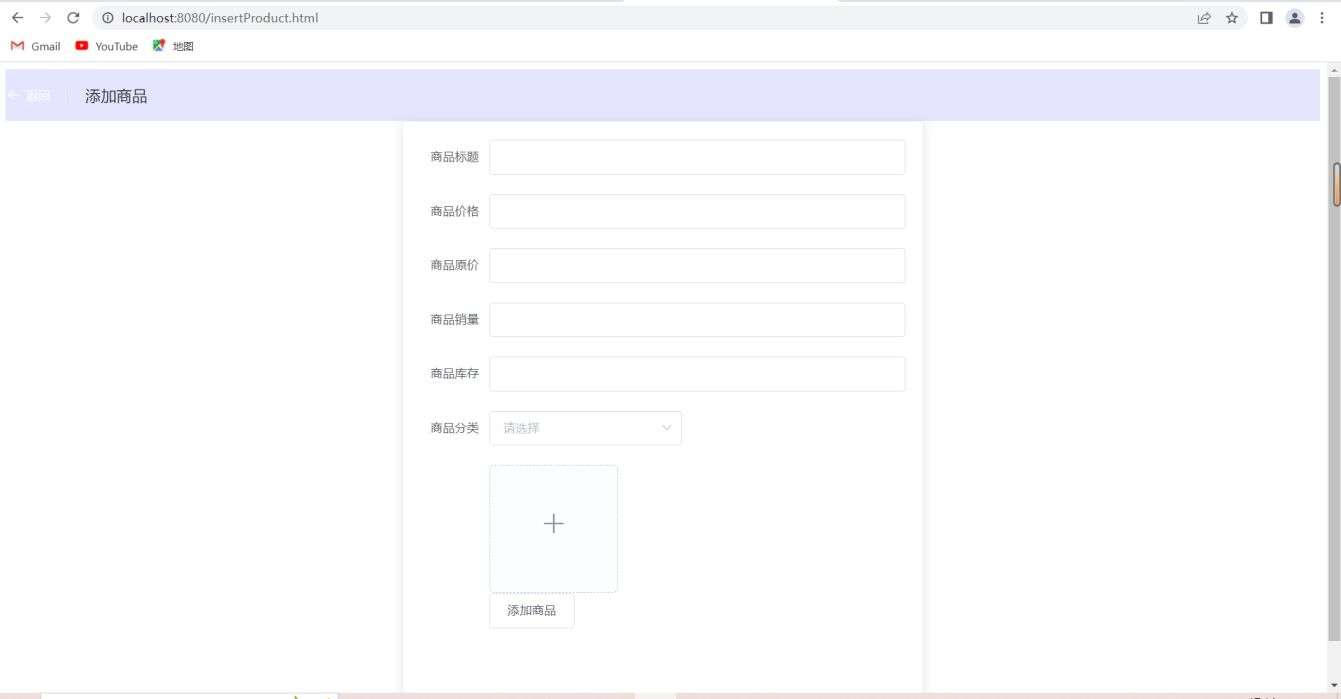 localhost:8080/insertProduct.html
Gmail YouTube 地图
返回 添加商品
商品标题
商品价格
商品原价
商品销量
商品库存
商品分类 请选择
添加商品